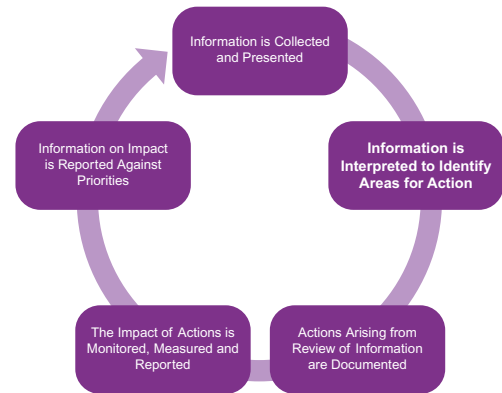 Information is Collected
and Presented
Information is
Interpreted to Identify
Areas for Action
Actions Arising from
Review of Information
are Documented
The Impact of Actions is
Monitored, Measured and
Reported
Information on Impact
is Reported Against
Priorities